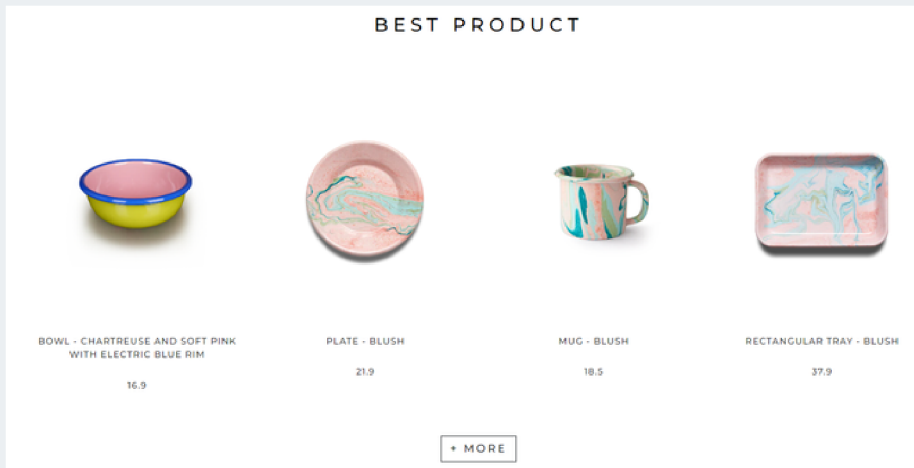 BEST PRODUCT
BOWL - CHARTREUSE AND SOFT PINK
WITH ELECTRIC BLUE RIM
16.9
PLATE - BLUSH
21.9
MUG - BLUSH
18.5
RECTANGULAR TRAY - BLUSH
37.9
+ MORE